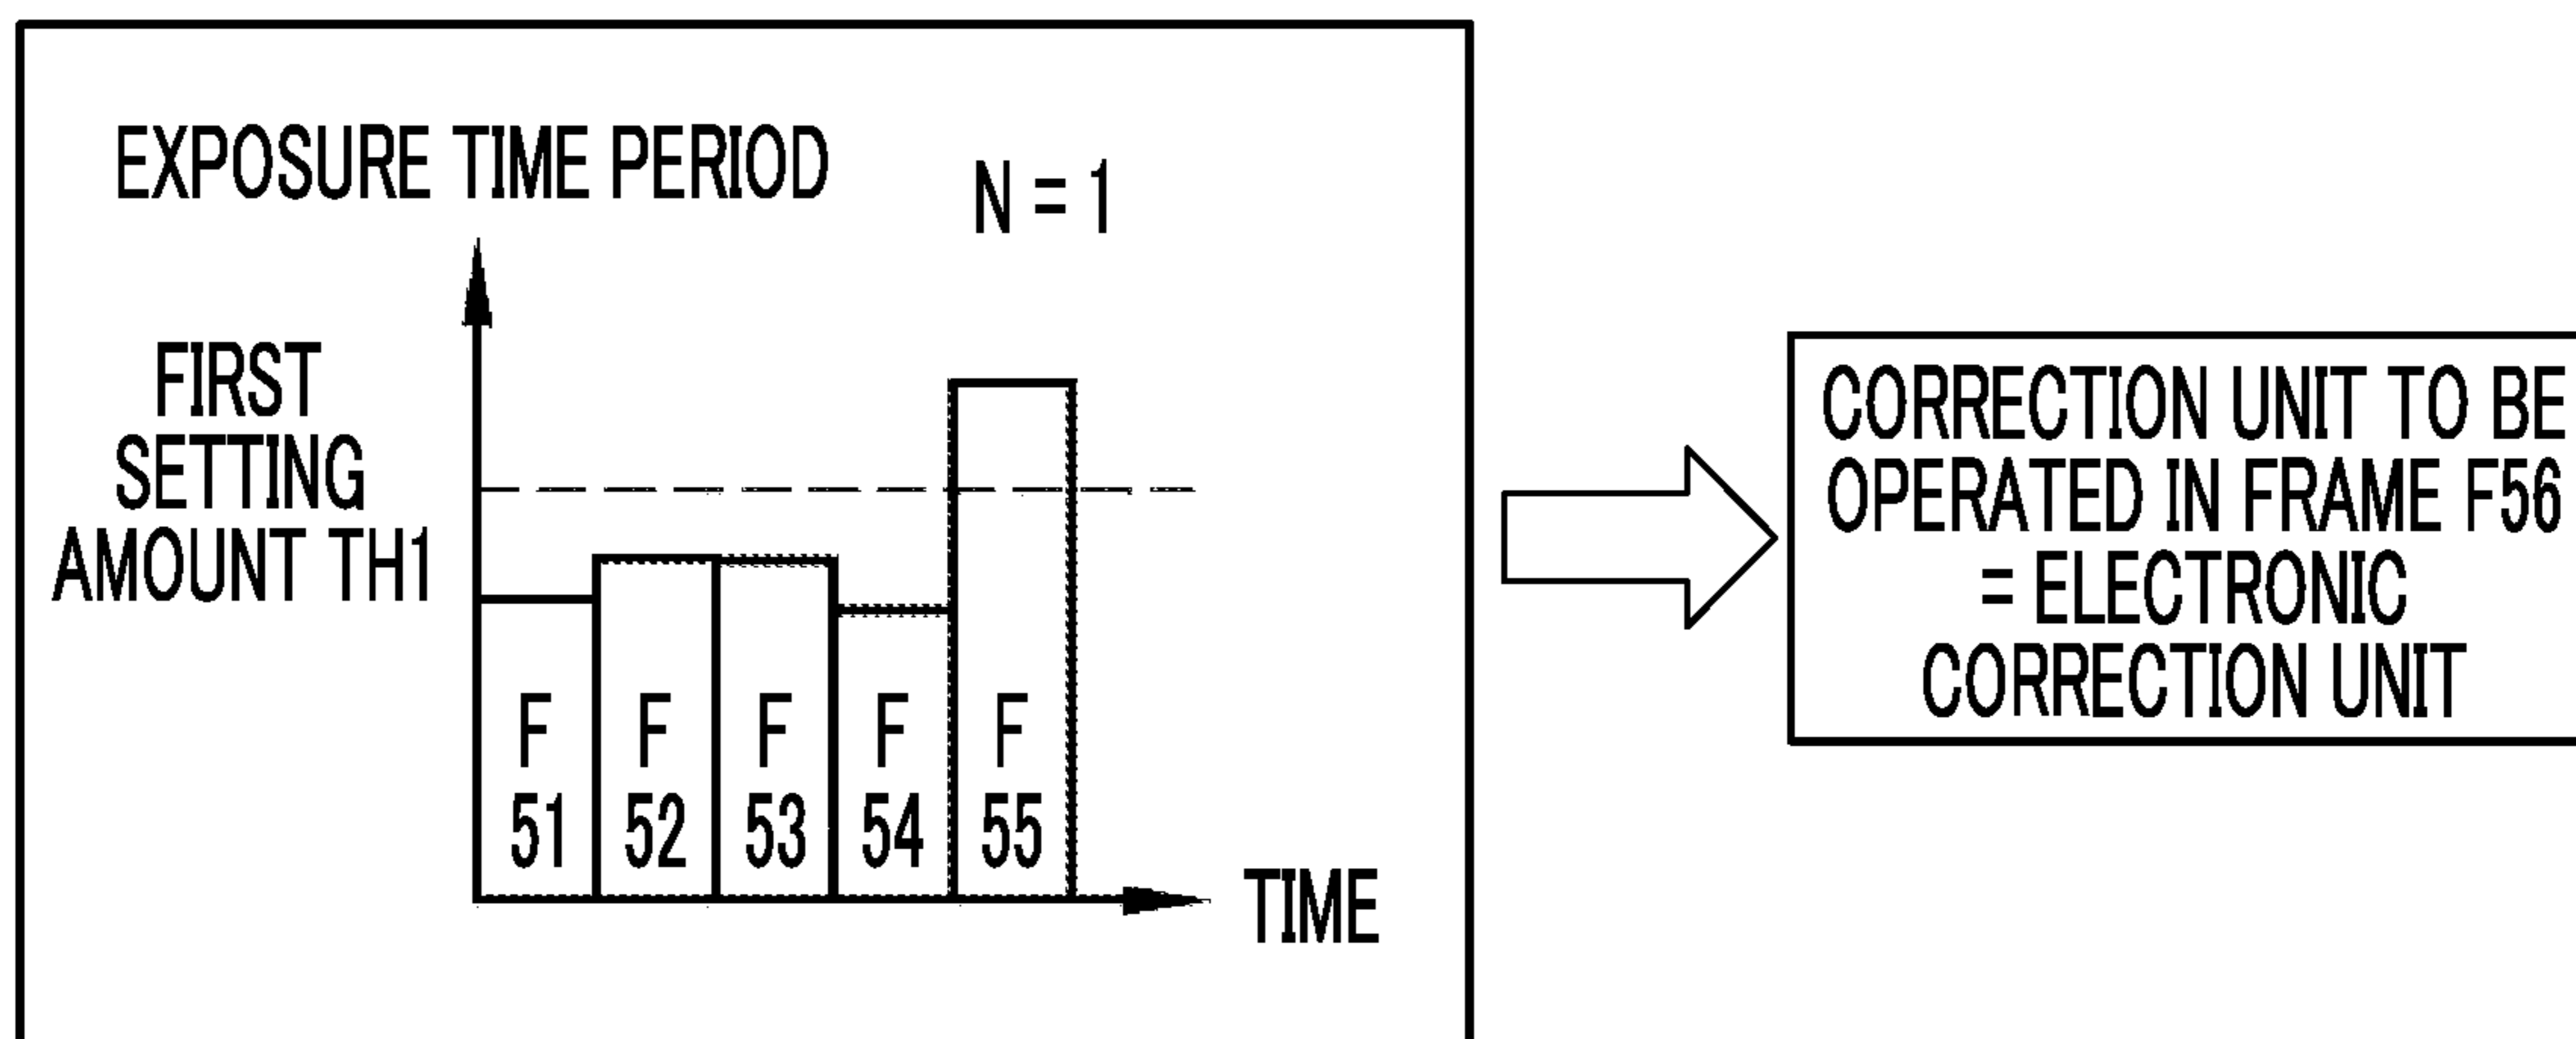 EXPOSURE TIME PERIOD
N = 1
FIRST
SETTING
AMOUNT TH1
F
51
F
52
F
53
F
54
F
55
TIME
CORRECTION UNIT TO BE
OPERATED IN FRAME F56
= ELECTRONIC
CORRECTION UNIT